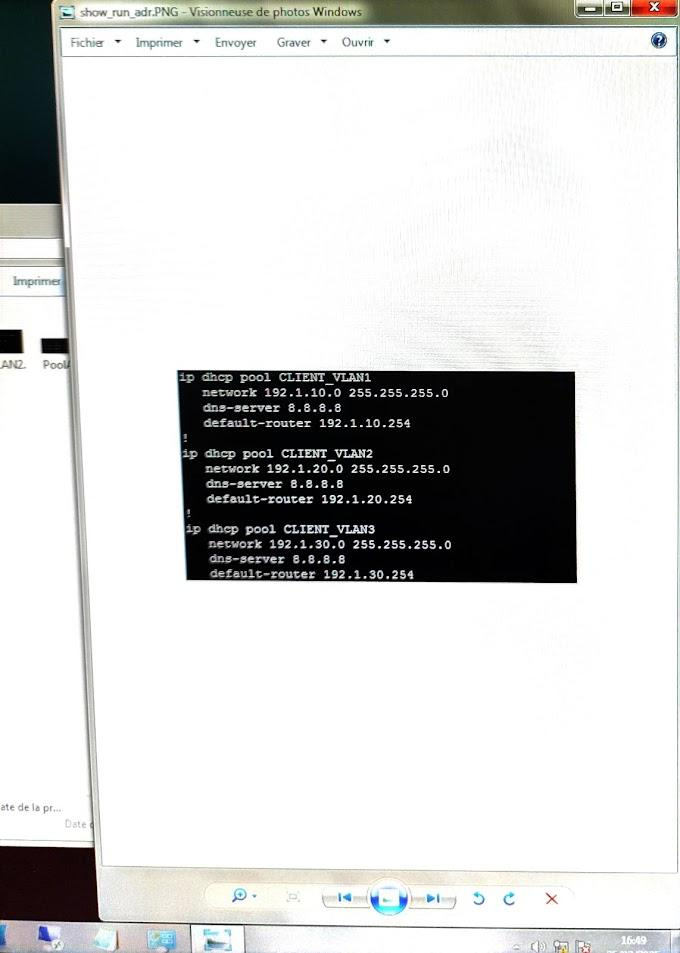 show_run_adr.PNG - Visionneuse de photos Windows
Fichier Imprimer Envoyer Graver Ouvrir
Imprimer
AN2.
ip dhcp pool CLIENT_VLAN1
network 192.1.10.0 255.255.255.0
dns-server 8.8.8.8
default-router 192.1.10.254
!
ip dhcp pool CLIENT_VLAN2
network 192.1.20.0 255.255.255.0
dns-server 8.8.8.8
default-router 192.1.20.254
!
ip dhcp pool CLIENT_VLAN3
network 192.1.30.0 255.255.255.0
dns-server 8.8.8.8
default-router 192.1.30.254
ate de la pr...
Date
16:49